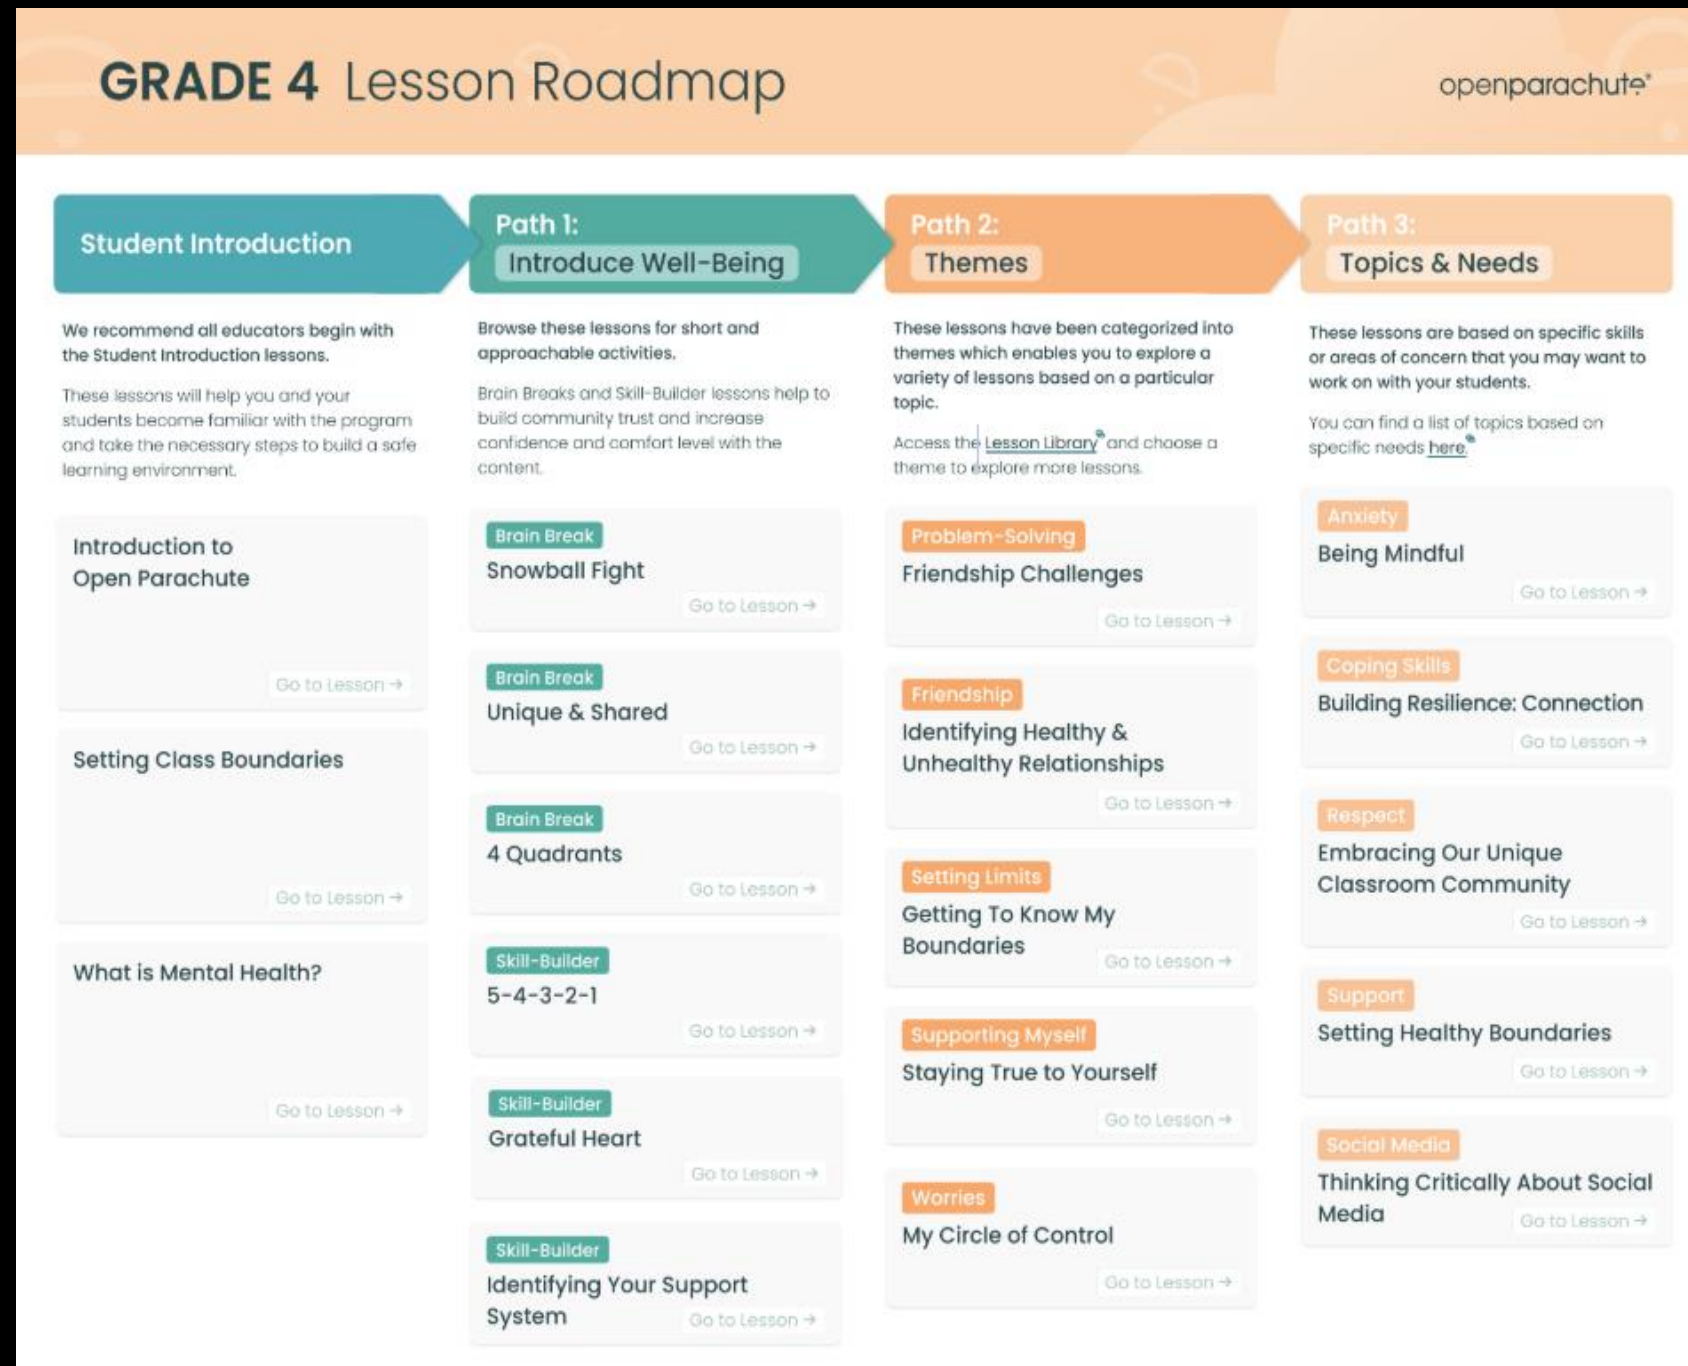 GRADE 4 Lesson Roadmap
openparachute®
Student Introduction
We recommend all educators begin with
the Student Introduction lessons.
These lessons will help you and your
students become familiar with the program
and take the necessary steps to build a safe
learning environment.
Introduction to
Open Parachute
Go to Lesson →
Setting Class Boundaries
Go to Lesson →
What is Mental Health?
Go to Lesson →
Path 1:
Introduce Well-Being
Browse these lessons for short and
approachable activities.
Brain Breaks and Skill-Builder lessons help to
build community trust and increase
confidence and comfort level with the
content.
Brain Break
Snowball Fight
Go to Lesson →
Brain Break
Unique & Shared
Go to Lesson →
Brain Break
4 Quadrants
Go to Lesson →
Skill-Builder
5-4-3-2-1
Go to Lesson →
Skill-Builder
Grateful Heart
Go to Lesson →
Skill-Builder
Identifying Your Support
System
Go to Lesson →
Path 2:
Themes
These lessons have been categorized into
themes which enables you to explore a
variety of lessons based on a particular
topic.
Access the Lesson Library and choose a
theme to explore more lessons.
Problem-Solving
Friendship Challenges
Go to Lesson →
Friendship
Identifying Healthy &
Unhealthy Relationships
Go to Lesson →
Setting Limits
Getting To Know My
Boundaries
Go to Lesson →
Supporting Myself
Staying True to Yourself
Go to Lesson →
Worries
My Circle of Control
Go to Lesson →
Path 3:
Topics & Needs
These lessons are based on specific skills
or areas of concern that you may want to
work on with your students.
You can find a list of topics based on
specific needs here.
Anxiety
Being Mindful
Go to Lesson →
Coping Skills
Building Resilience: Connection
Go to Lesson →
Respect
Embracing Our Unique
Classroom Community
Go to Lesson →
Support
Setting Healthy Boundaries
Go to Lesson →
Social Media
Thinking Critically About Social
Media
Go to Lesson →